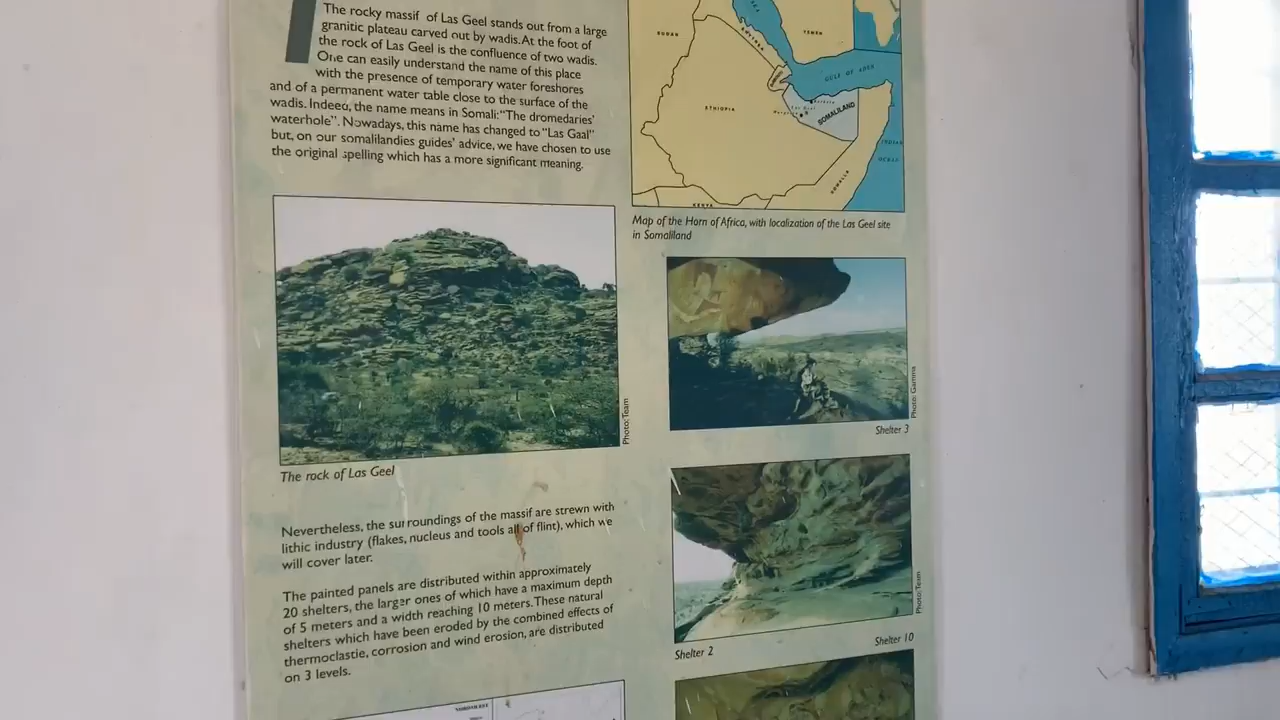 The rocky massif of Las Geel stands out from a large
granitic plateau carved out by wadis. At the foot of
the rock of Las Geel is the confluence of two wadis.
One can easily understand the name of this place
with the presence of temporary water foreshores
and of a permanent water table close to the surface of the
wadis. Indeed, the name means in Somali: "The dromedaries'
waterhole". Nowadays, this name has changed to "Las Gaal"
but, on our somalilandies guides' advice, we have chosen to use
the original spelling which has a more significant meaning.
SUDAN
ERYTREA
YEMEN
GULF OF ADEN
ETHIOPIA
SOMALILAND
INDIAN
OCEAN
SOMALIA
KENYA
Map of the Horn of Africa, with localization of the Las Geel site
in Somaliland
Photo: Team
The rock of Las Geel
Photo: Gamma
Shelter 3
Nevertheless, the surroundings of the massif are strewn with
lithic industry (flakes, nucleus and tools all of flint), which we
will cover later.
The painted panels are distributed within approximately
20 shelters, the larger ones of which have a maximum depth
of 5 meters and a width reaching 10 meters. These natural
shelters which have been eroded by the combined effects of
thermoclastie, corrosion and wind erosion, are distributed
on 3 levels.
Photo: Team
Shelter 2
Shelter 10